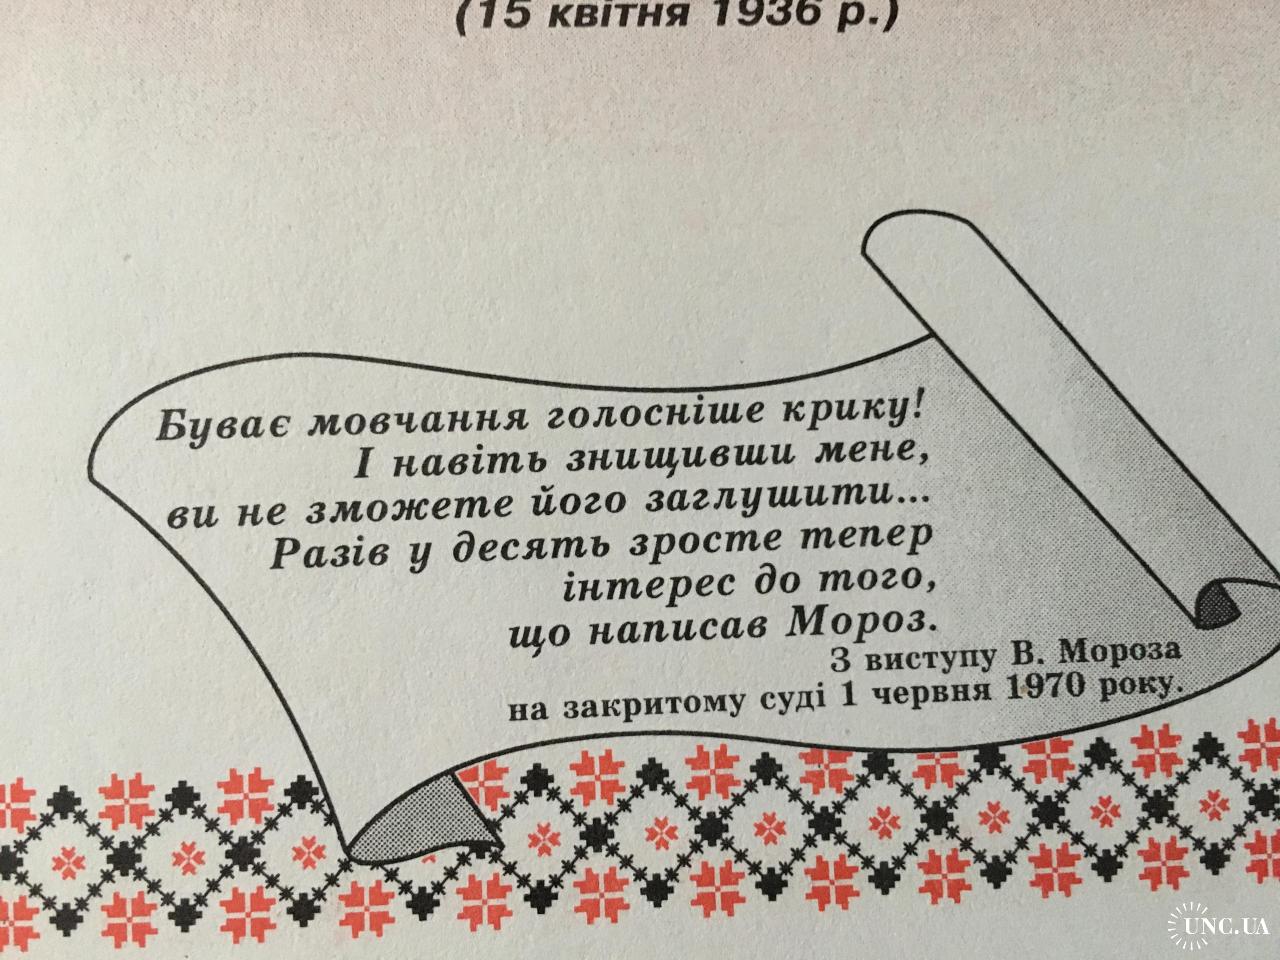 (15 квітня 1936 р.)
Буває мовчання голосніше крику!
І навіть знищивши мене,
ви не зможете його заглушити...
Разів у десять зросте тепер
інтерес до того,
що написав Мороз.
З виступу В. Мороза
на закритому суді 1 червня 1970 року.
UNC.UA